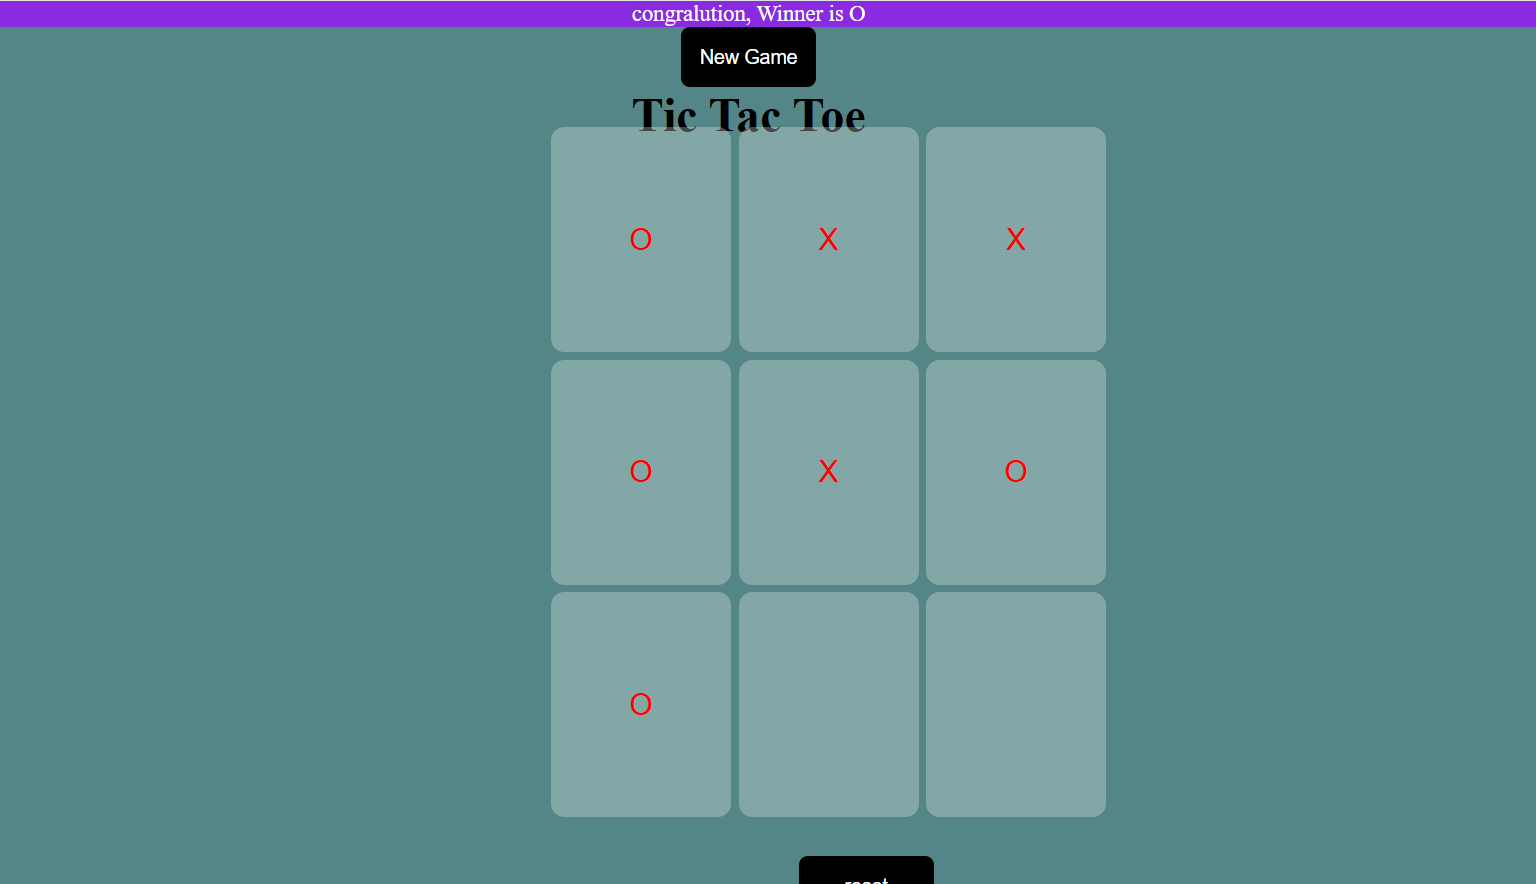 congralution, Winner is O
New Game
Tic Tac Toe
O X X
O X O
O
reset